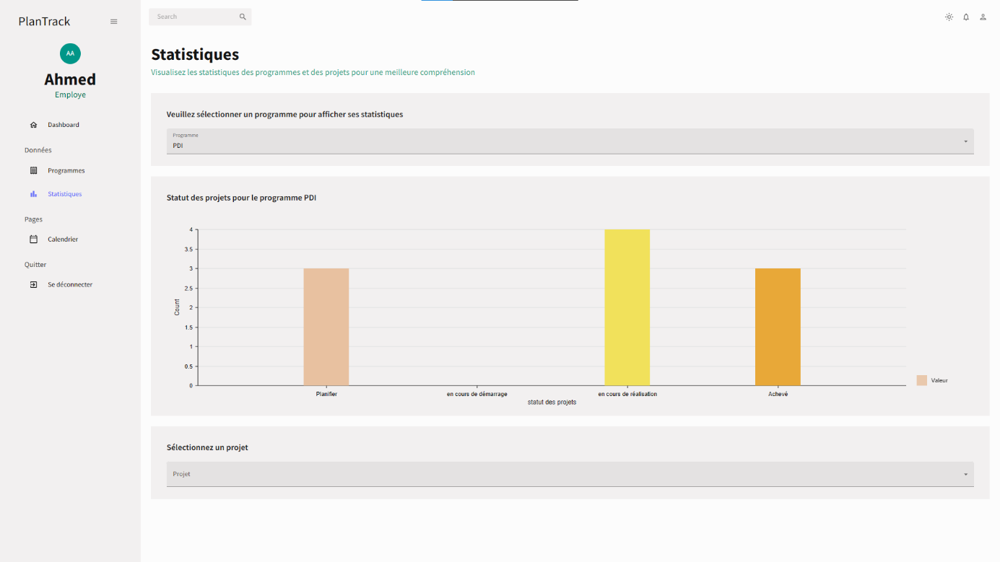 PlanTrack
AA
Ahmed
Employe
Dashboard
Données
Programmes
Statistiques
Pages
Calendrier
Quitter
Se déconnecter
Search
Statistiques
Visualisez les statistiques des programmes et des projets pour une meilleure compréhension
Veuillez sélectionner un programme pour afficher ses statistiques
Programme
PDI
Statut des projets pour le programme PDI
Count
4
3.5
3
2.5
2
1.5
1
0.5
0
Planifier
en cours de démarrage
en cours de réalisation
Achevé
statut des projets
Valeur
Sélectionnez un projet
Projet